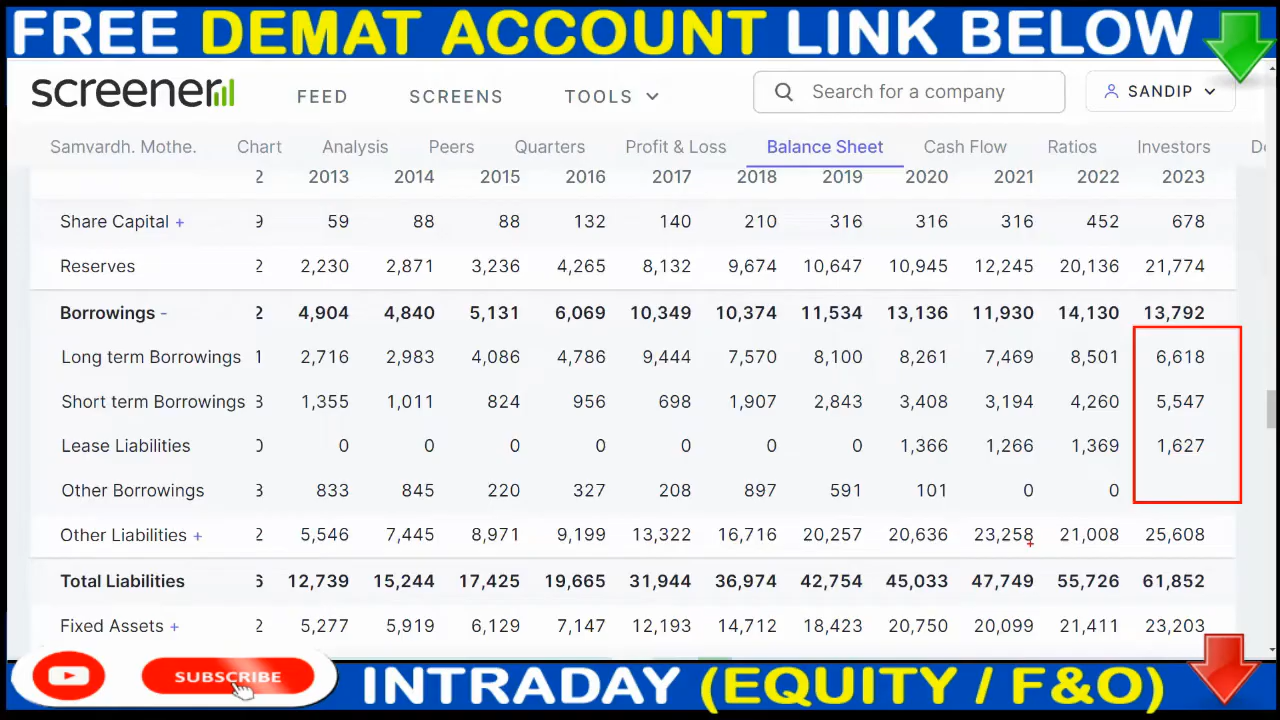 FREE DEMAT ACCOUNT LINK BELOW
screener FEED SCREENS TOOLS Search for a company SANDIP
Samvardh. Mothe. Chart Analysis Peers Quarters Profit & Loss Balance Sheet Cash Flow Ratios Investors
2 2013 2014 2015 2016 2017 2018 2019 2020 2021 2022 2023
Share Capital + 9 59 88 88 132 140 210 316 316 316 452 678
Reserves 2 2,230 2,871 3,236 4,265 8,132 9,674 10,647 10,945 12,245 20,136 21,774
Borrowings - 2 4,904 4,840 5,131 6,069 10,349 10,374 11,534 13,136 11,930 14,130 13,792
Long term Borrowings 1 2,716 2,983 4,086 4,786 9,444 7,570 8,100 8,261 7,469 8,501 6,618
Short term Borrowings 3 1,355 1,011 824 956 698 1,907 2,843 3,408 3,194 4,260 5,547
Lease Liabilities 0 0 0 0 0 0 0 0 1,366 1,266 1,369 1,627
Other Borrowings 3 833 845 220 327 208 897 591 101 0 0
Other Liabilities + 2 5,546 7,445 8,971 9,199 13,322 16,716 20,257 20,636 23,258 21,008 25,608
Total Liabilities 6 12,739 15,244 17,425 19,665 31,944 36,974 42,754 45,033 47,749 55,726 61,852
Fixed Assets + 2 5,277 5,919 6,129 7,147 12,193 14,712 18,423 20,750 20,099 21,411 23,203
SUBSCRIBE
INTRADAY (EQUITY / F&O)